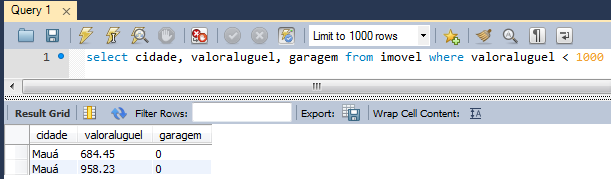 Query 1
Limit to 1000 rows
1 select cidade, valoraluguel, garagem from imovel where valoraluguel < 1000
Result Grid Filter Rows: Export: Wrap Cell Content: IA
cidade valoraluguel garagem
Mauá 684.45 0
Mauá 958.23 0